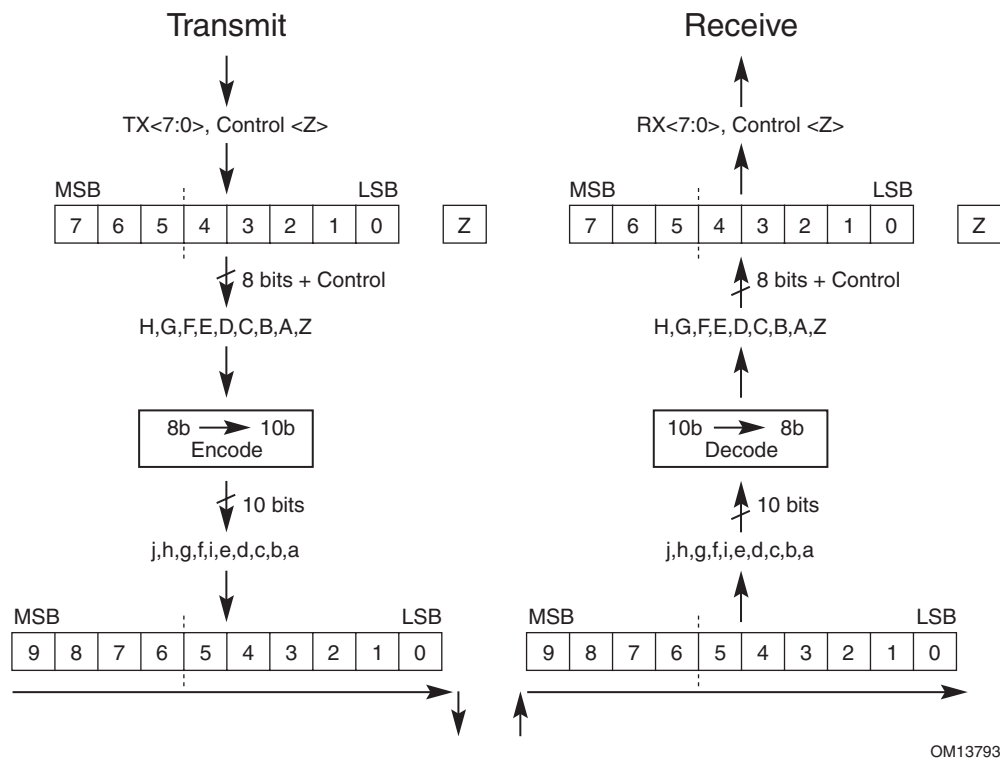 Transmit
TX<7:0>, Control <Z>
MSB LSB
7 6 5 4 3 2 1 0 Z
8 bits + Control
H,G,F,E,D,C,B,A,Z
8b 10b
Encode
10 bits
j,h,g,f,i,e,d,c,b,a
MSB LSB
9 8 7 6 5 4 3 2 1 0
Receive
RX<7:0>, Control <Z>
MSB LSB
7 6 5 4 3 2 1 0 Z
8 bits + Control
H,G,F,E,D,C,B,A,Z
10b 8b
Decode
10 bits
j,h,g,f,i,e,d,c,b,a
MSB LSB
9 8 7 6 5 4 3 2 1 0
OM13793